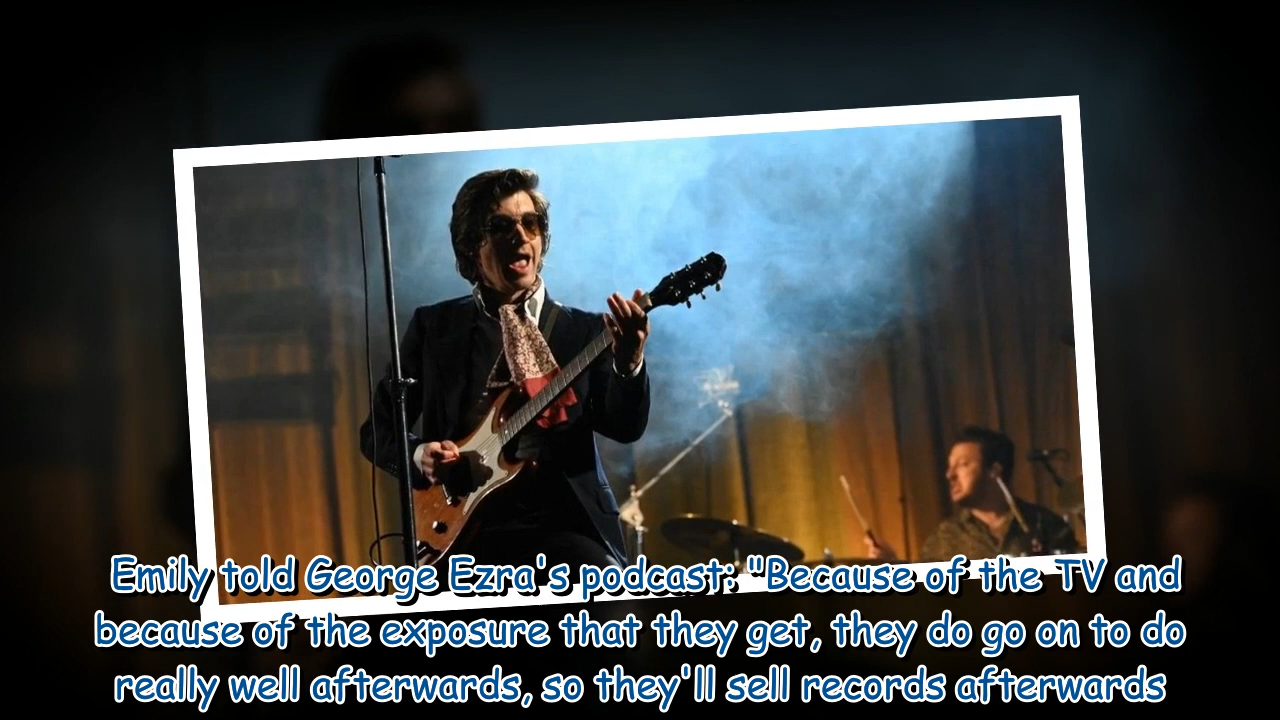 Emily told George Ezra's podcast: "Because of the TV and
because of the exposure that they get, they do go on to do
really well afterwards, so they'll sell records afterwards